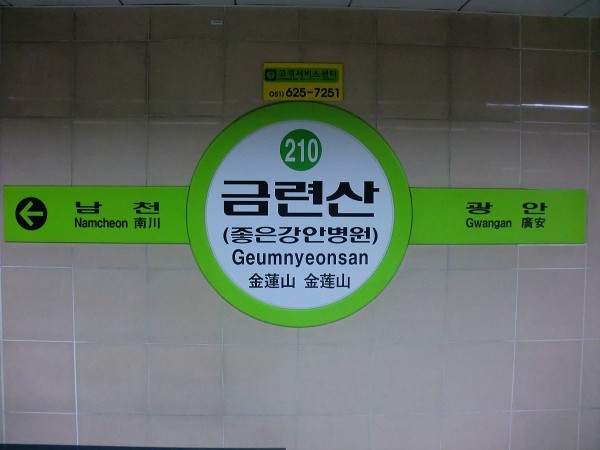 고객서비스센터
051) 625-7251
210
금련산
(좋은강안병원)
Geumnyeonsan
金蓮山 金莲山
남천
Namcheon 南川
광안
Gwangan 廣安